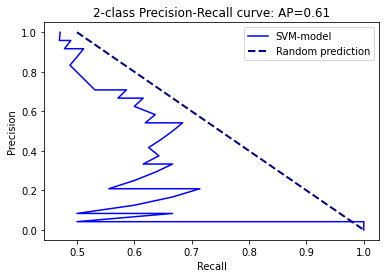 2-class Precision-Recall curve: AP=0.61
SVM-model
Random prediction
Precision
1.0
0.8
0.6
0.4
0.2
0.0
0.5 0.6 0.7 0.8 0.9 1.0
Recall